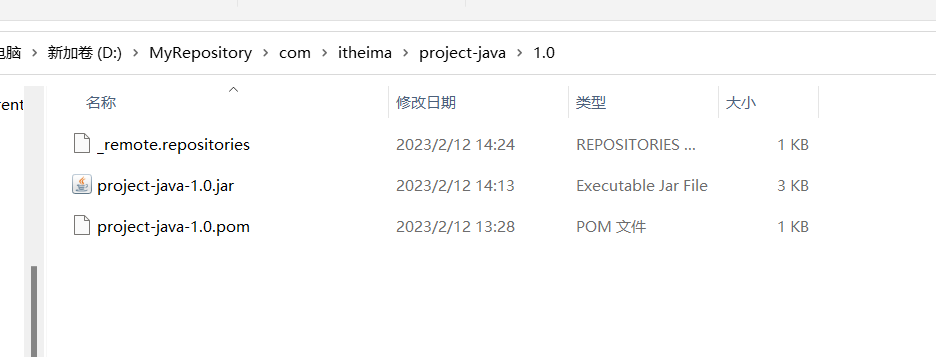 电脑 › 新加卷 (D:) › MyRepository › com › itheima › project-java › 1.0
名称 修改日期 类型 大小
_remote.repositories 2023/2/12 14:24 REPOSITORIES ... 1 KB
project-java-1.0.jar 2023/2/12 14:13 Executable Jar File 3 KB
project-java-1.0.pom 2023/2/12 13:28 POM 文件 1 KB